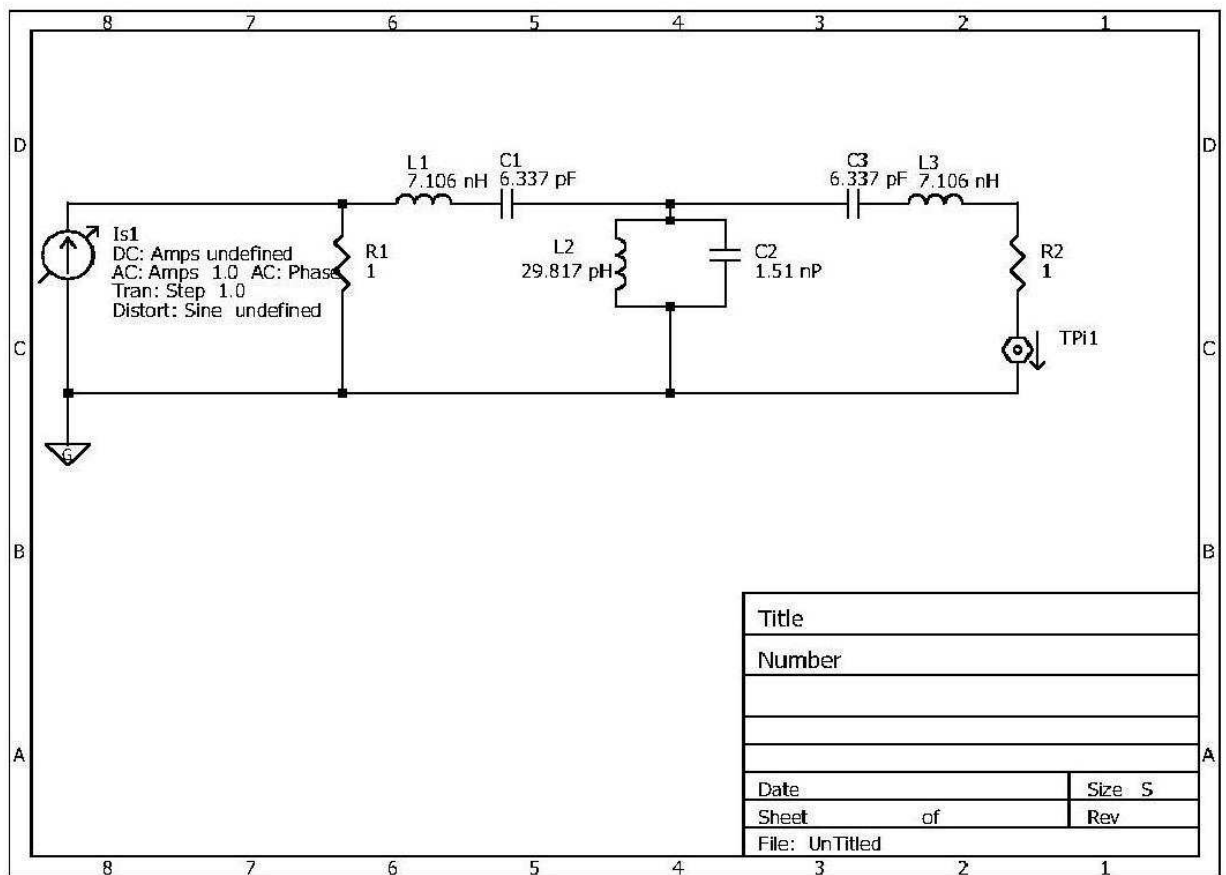 8 7 6 5 4 3 2 1
D D
L1
7.106 nH
C1
6.337 pF
C3
6.337 pF
L3
7.106 nH
Is1
DC: Amps undefined
AC: Amps 1.0 AC: Phase
Tran: Step 1.0
Distort: Sine undefined
R1
1
L2
29.817 pH
C2
1.51 nP
R2
1
TPi1
C C
G
B B
Title
Number
A A
Date Size S
Sheet of Rev
File: UnTitled
8 7 6 5 4 3 2 1